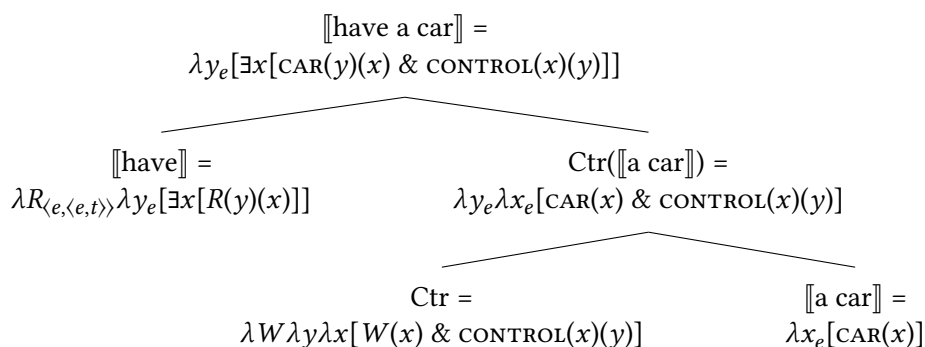 ⟦have a car⟧ =
λy_e[∃x[CAR(y)(x) & CONTROL(x)(y)]]
⟦have⟧ = Ctr(⟦a car⟧) =
λR_⟨e,⟨e,t⟩⟩λy_e[∃x[R(y)(x)]] λy_eλx_e[CAR(x) & CONTROL(x)(y)]
Ctr = ⟦a car⟧ =
λWλyλx[W(x) & CONTROL(x)(y)] λx_e[CAR(x)]